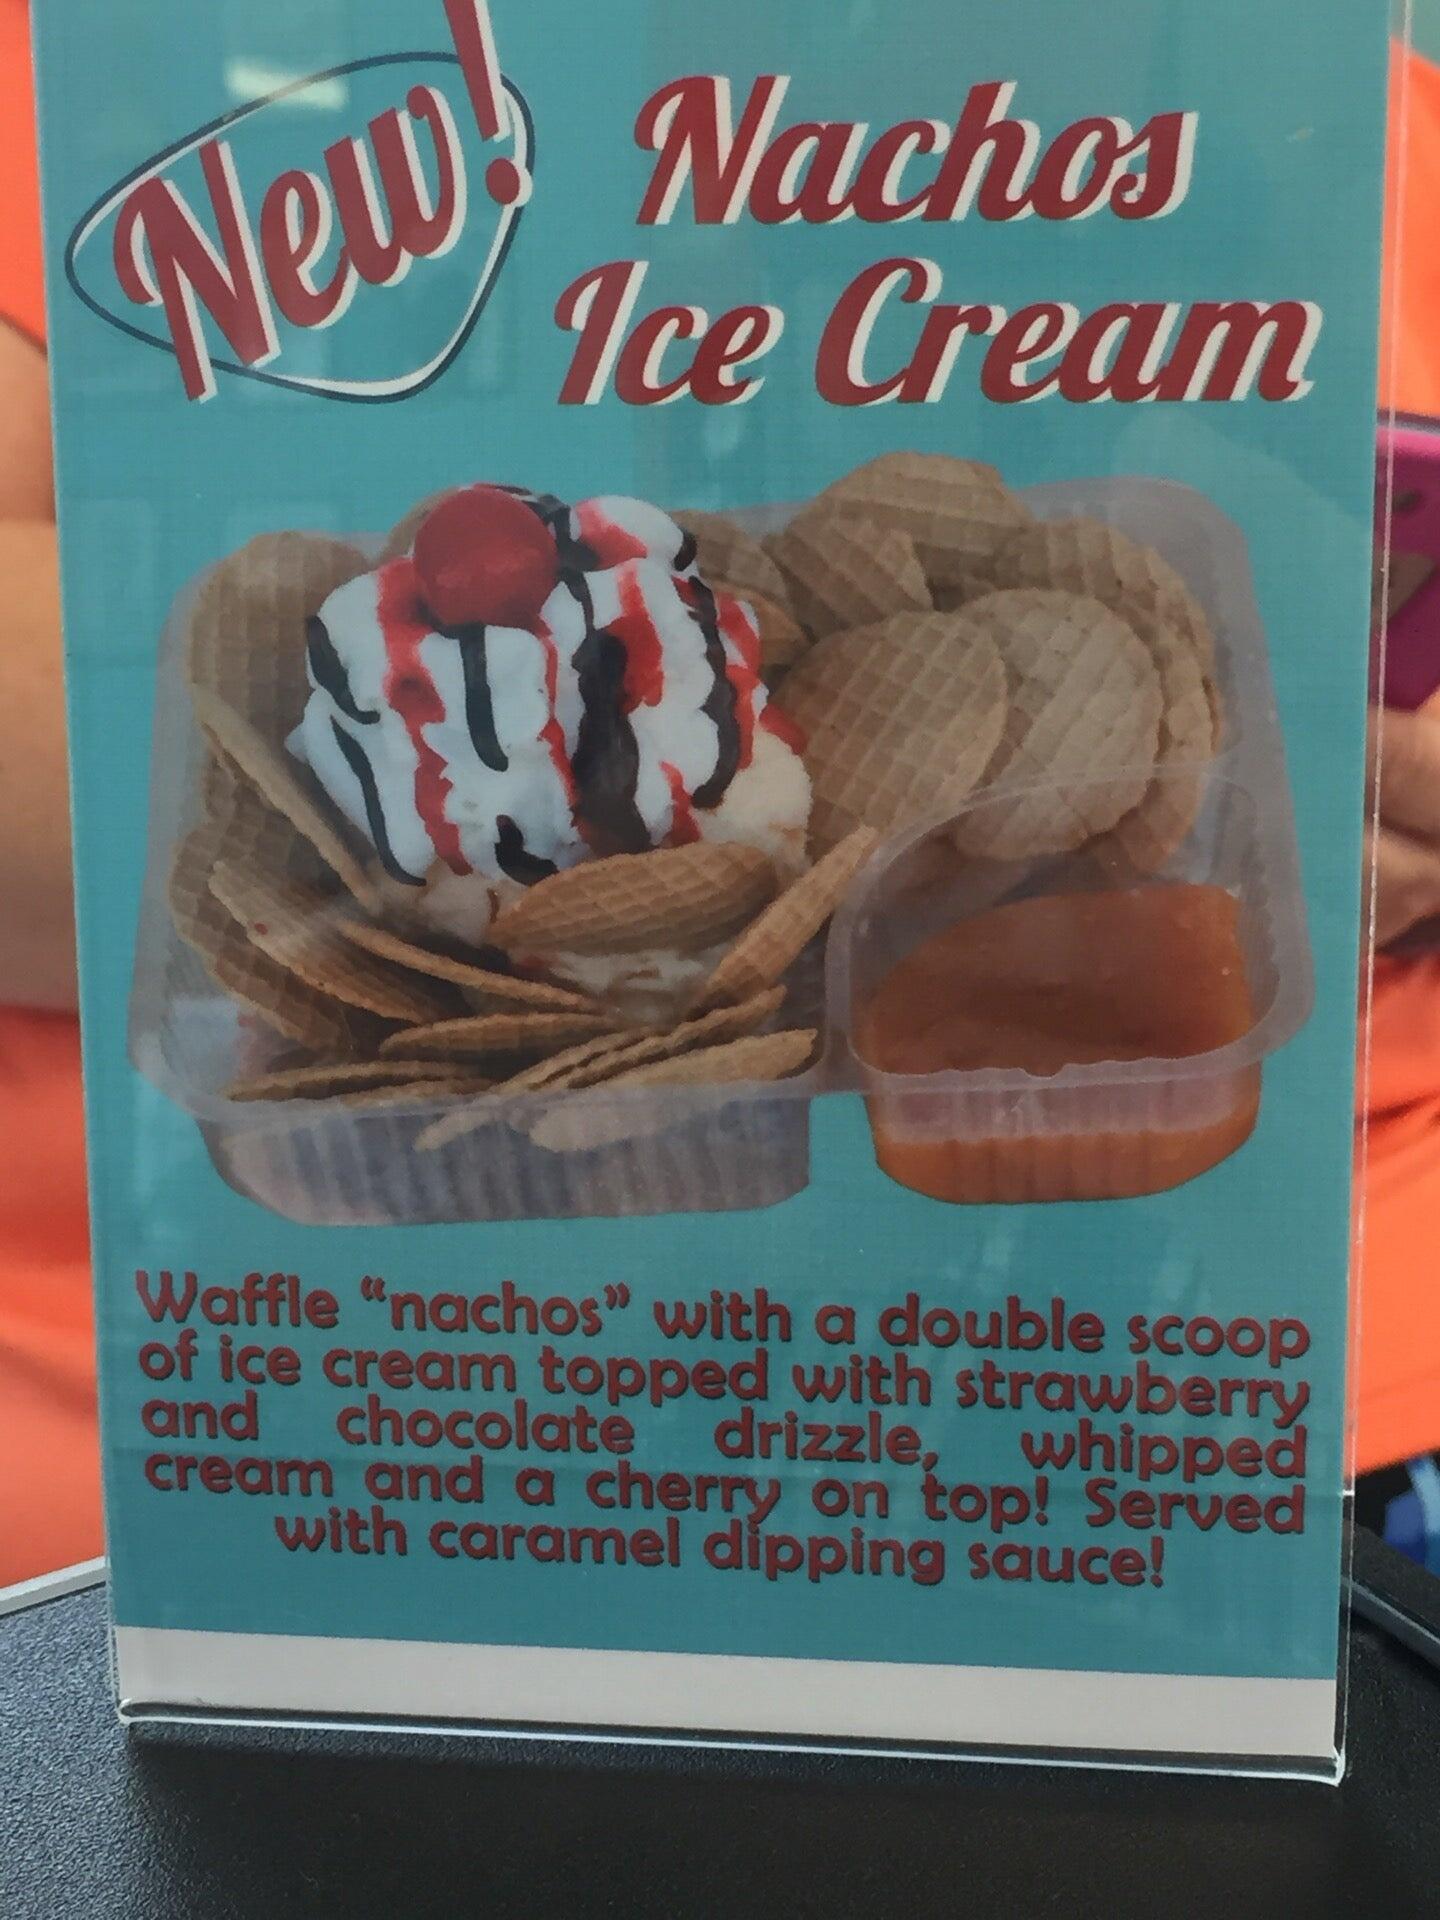 New!
Nachos
Ice Cream
Waffle “nachos” with a double scoop
of ice cream topped with strawberry
and chocolate drizzle, whipped
cream and a cherry on top! Served
with caramel dipping sauce!